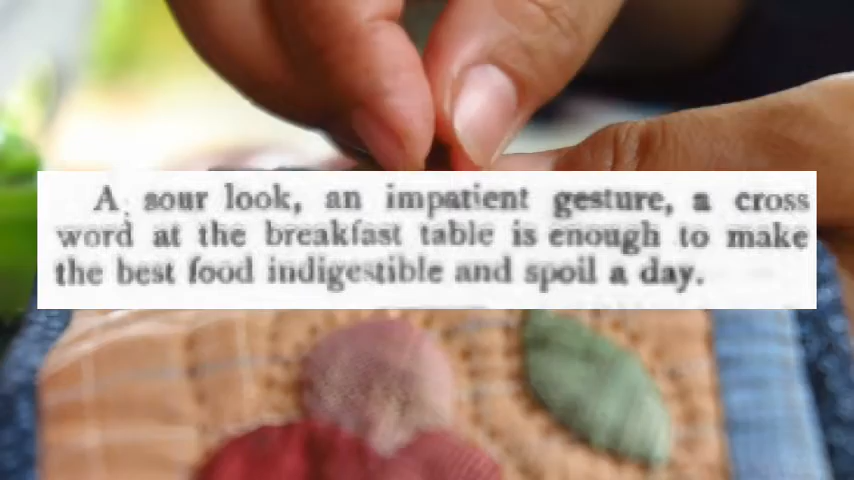 A sour look, an impatient gesture, a cross
word at the breakfast table is enough to make
the best food indigestible and spoil a day.